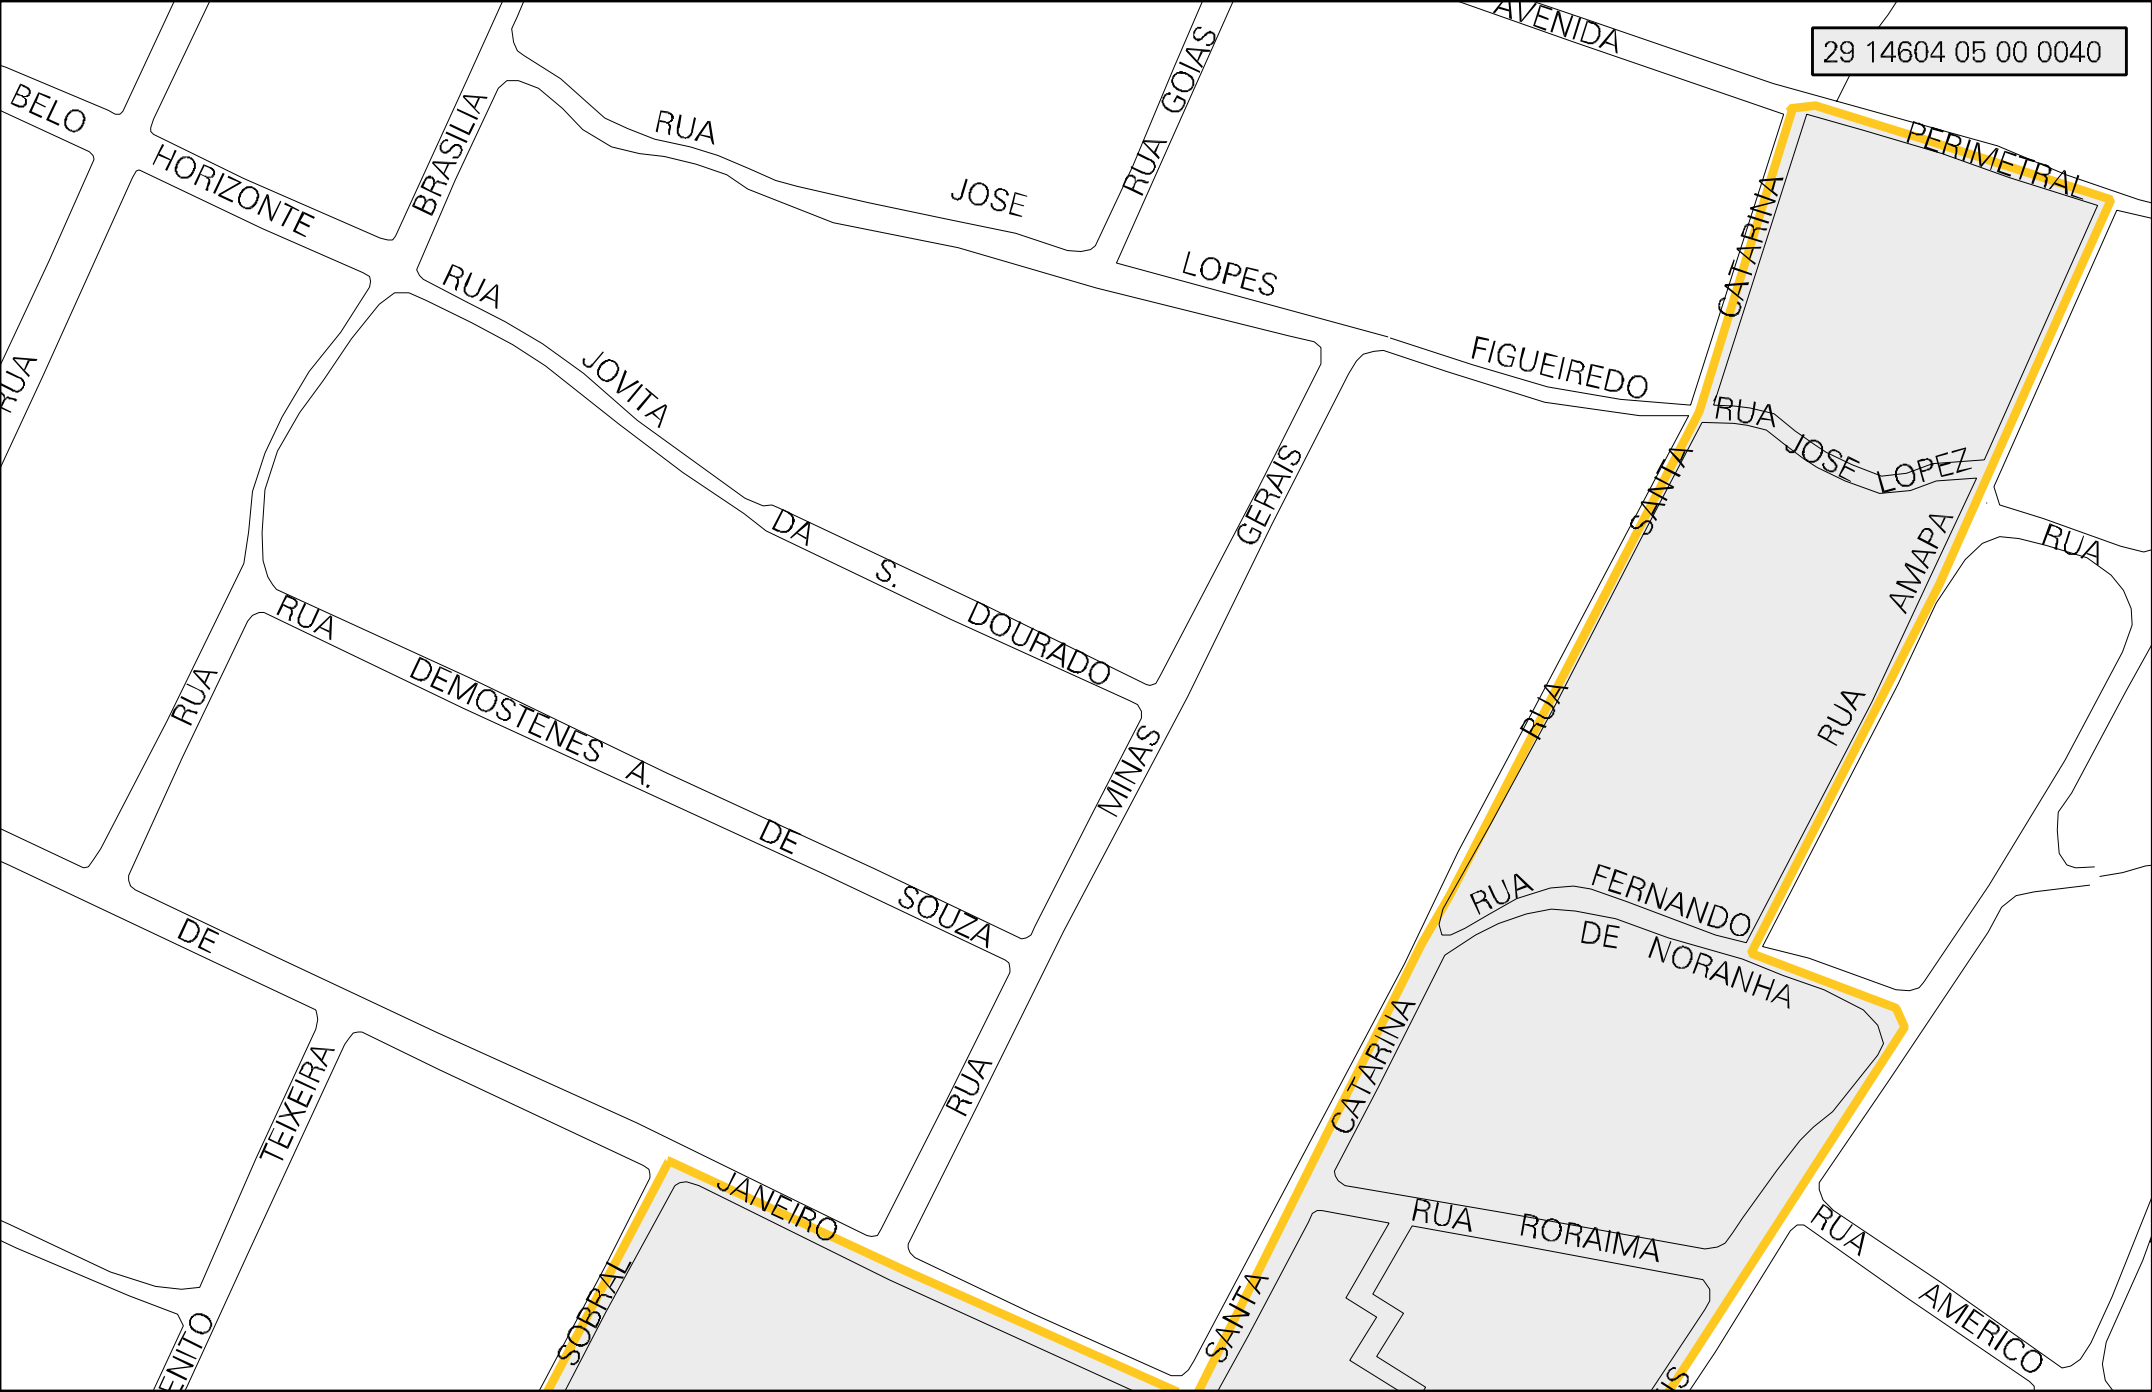 AVENIDA
29 14604 05 00 0040
PERIMETRAL
BELO
HORIZONTE
BRASILIA
RUA
JOSE
RUA GOIAS
LOPES
FIGUEIREDO
CATARINA
RUA
RUA
JOVITA
DA
S.
DOURADO
GERAIS
SANTA
RUA JOSE LOPEZ
RUA
AMAPA
RUA
RUA
RUA
RUA
DEMOSTENES A.
DE
SOUZA
MINAS
RUA
RUA FERNANDO
DE NORANHA
DE
TEIXEIRA
CATARINA
JANEIRO
SOBRAL
RUA RORAIMA
RUA
AMERICO
SANTA
ENITO